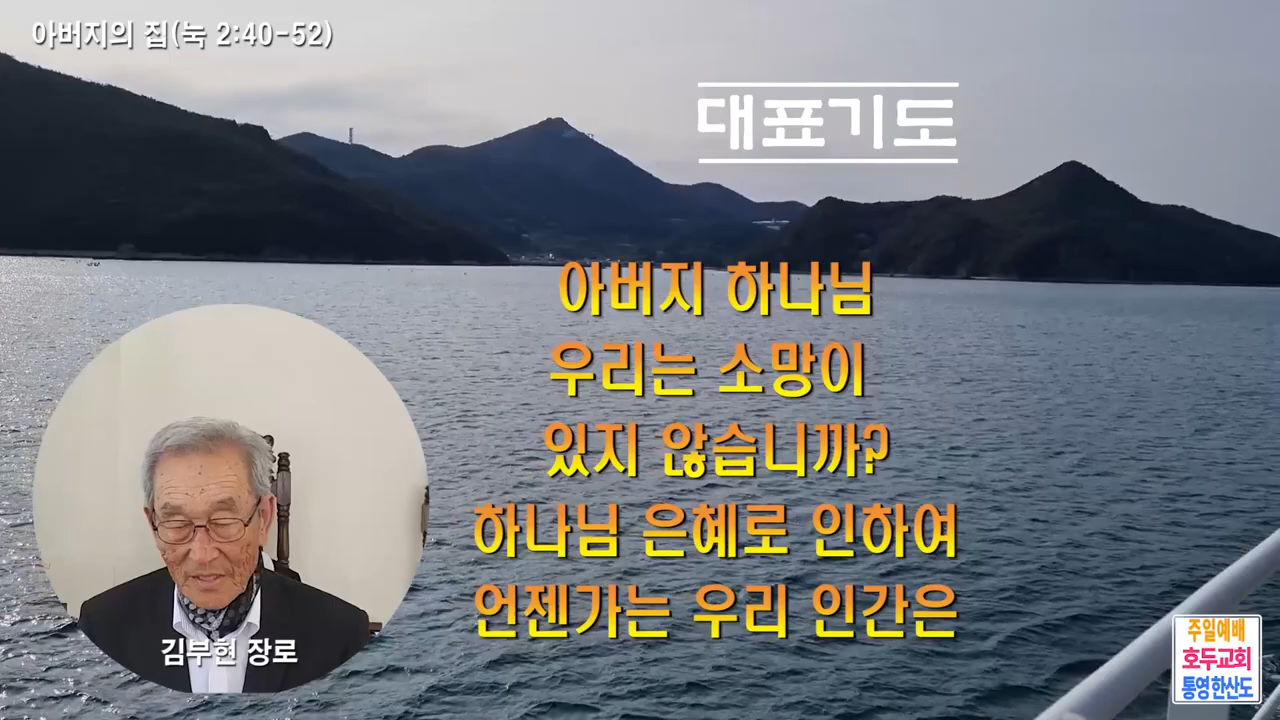 아버지의 집(눅 2:40-52)
대표기도
아버지 하나님
우리는 소망이
있지 않습니까?
하나님 은혜로 인하여
언젠가는 우리 인간은
김부현 장로
주일예배
호두교회
통영한산도